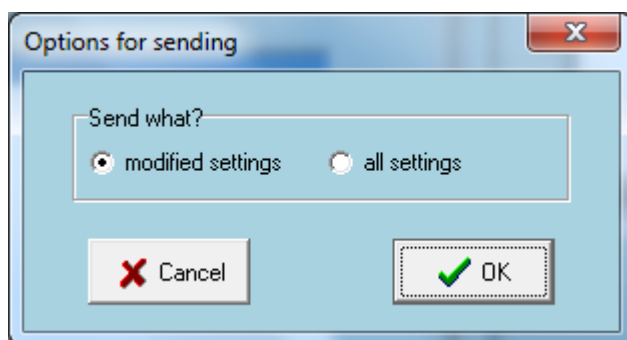 Options for sending
Send what?
modified settings all settings
Cancel OK